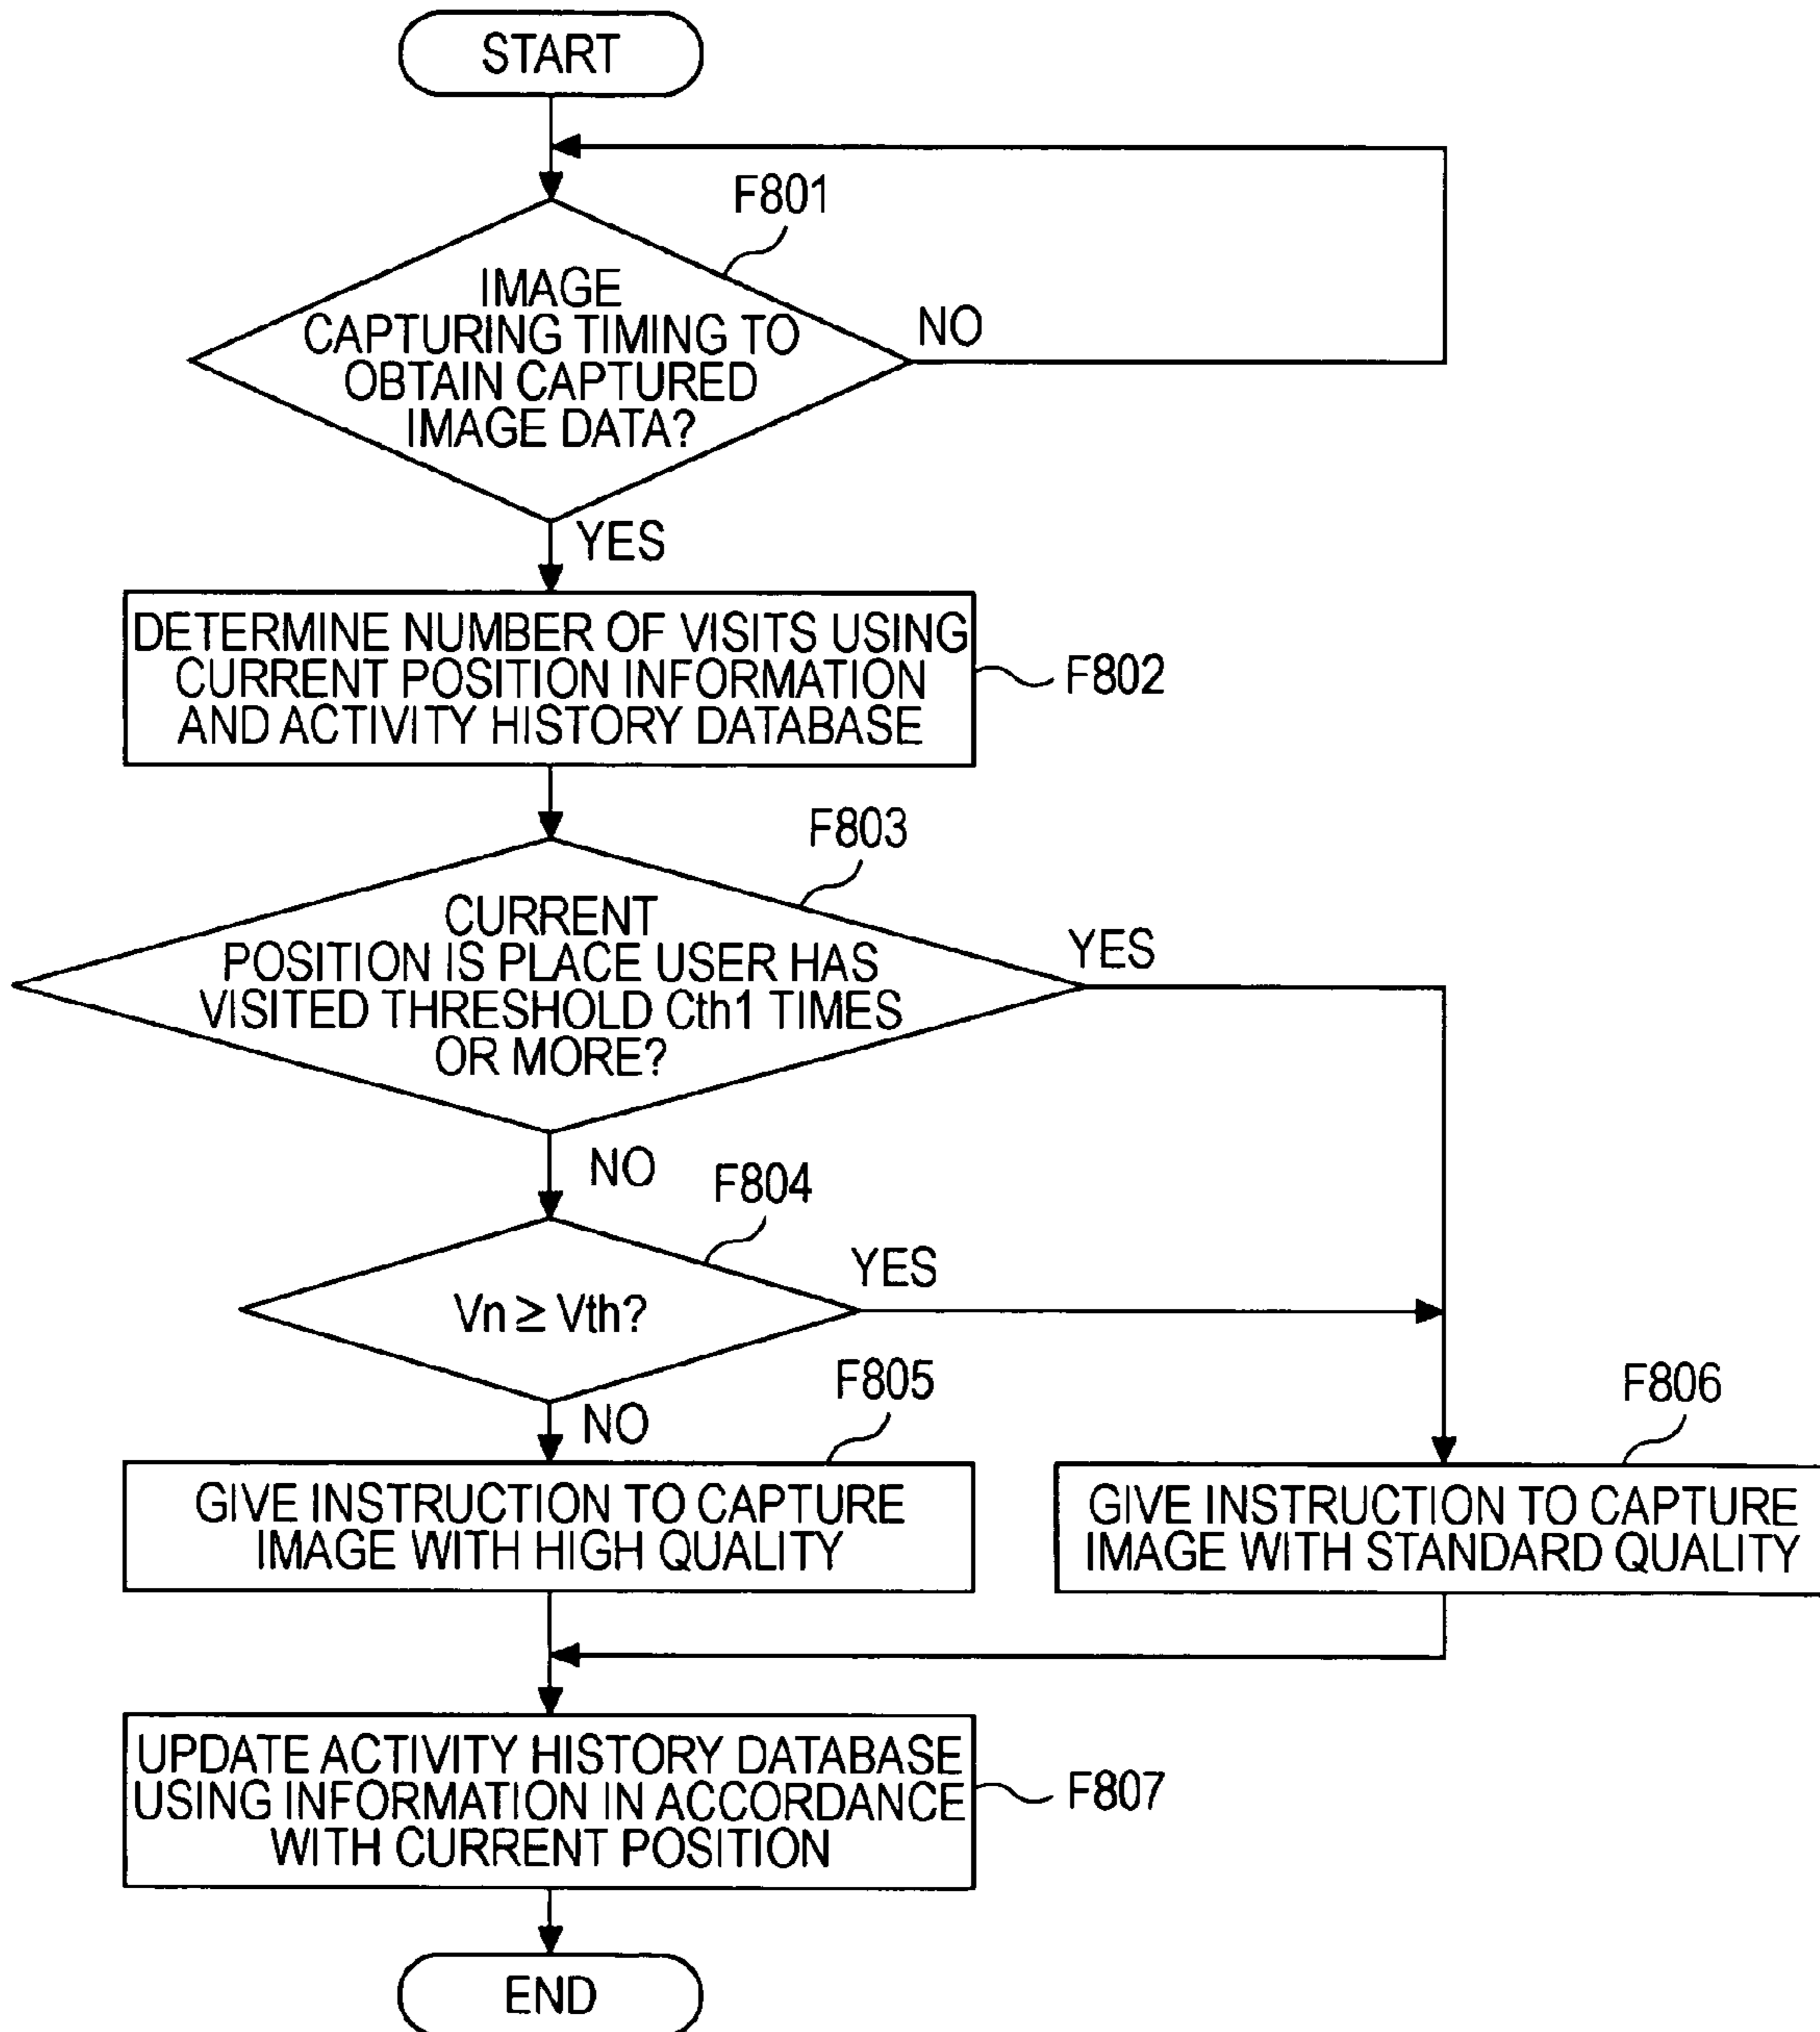 START
F801
IMAGE
CAPTURING TIMING TO
OBTAIN CAPTURED
IMAGE DATA?
NO
YES
DETERMINE NUMBER OF VISITS USING
CURRENT POSITION INFORMATION
AND ACTIVITY HISTORY DATABASE
F802
F803
CURRENT
POSITION IS PLACE USER HAS
VISITED THRESHOLD Cth1 TIMES
OR MORE?
YES
NO
F804
Vn ≥ Vth?
YES
NO
F805
GIVE INSTRUCTION TO CAPTURE
IMAGE WITH HIGH QUALITY
F806
GIVE INSTRUCTION TO CAPTURE
IMAGE WITH STANDARD QUALITY
UPDATE ACTIVITY HISTORY DATABASE
USING INFORMATION IN ACCORDANCE
WITH CURRENT POSITION
F807
END